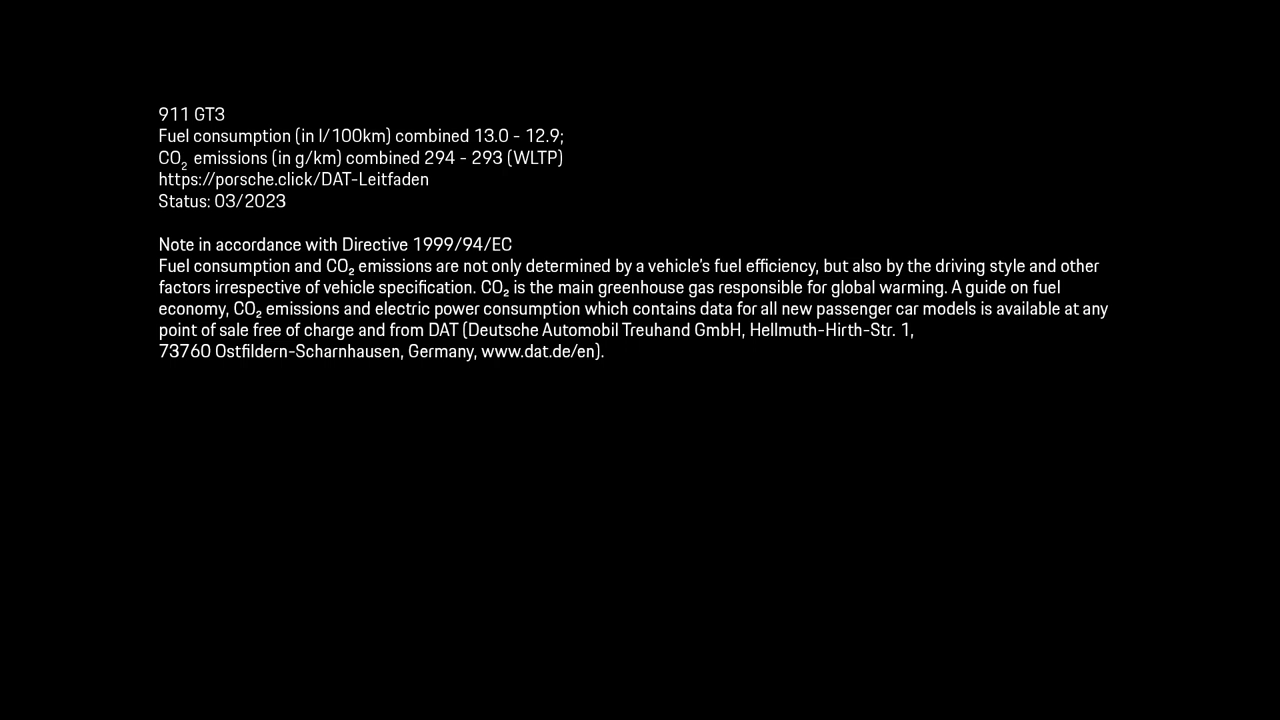 911 GT3
Fuel consumption (in l/100km) combined 13.0 - 12.9;
CO₂ emissions (in g/km) combined 294 - 293 (WLTP)
https://porsche.click/DAT-Leitfaden
Status: 03/2023
Note in accordance with Directive 1999/94/EC
Fuel consumption and CO₂ emissions are not only determined by a vehicle's fuel efficiency, but also by the driving style and other
factors irrespective of vehicle specification. CO₂ is the main greenhouse gas responsible for global warming. A guide on fuel
economy, CO₂ emissions and electric power consumption which contains data for all new passenger car models is available at any
point of sale free of charge and from DAT (Deutsche Automobil Treuhand GmbH, Hellmuth-Hirth-Str. 1,
73760 Ostfildern-Scharnhausen, Germany, www.dat.de/en).